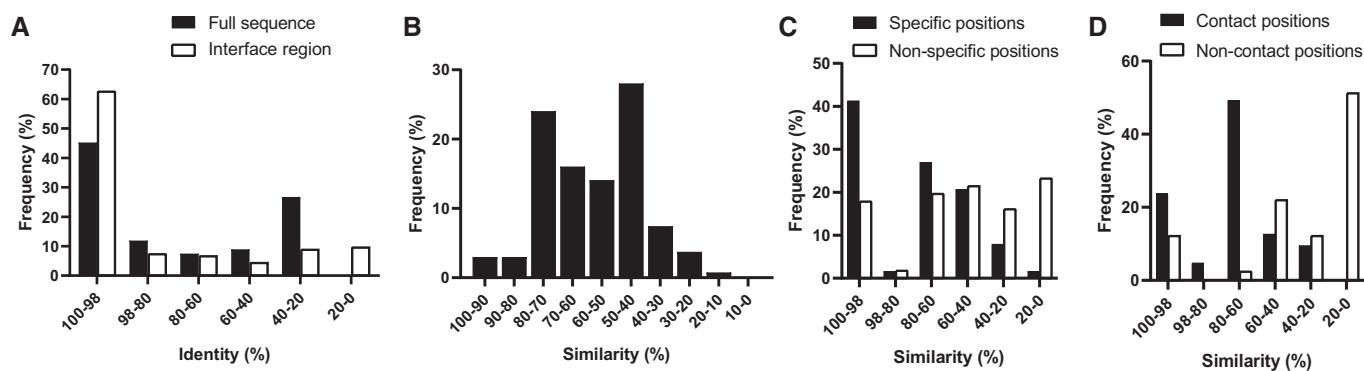 A
Full sequence
Interface region
Frequency (%)
70
60
50
40
30
20
10
0
100-98
98-80
80-60
60-40
40-20
20-0
Identity (%)
B
Frequency (%)
30
20
10
0
100-90
90-80
80-70
70-60
60-50
50-40
40-30
30-20
20-10
10-0
Similarity (%)
C
Specific positions
Non-specific positions
Frequency (%)
50
40
30
20
10
0
100-98
98-80
80-60
60-40
40-20
20-0
Similarity (%)
D
Contact positions
Non-contact positions
Frequency (%)
60
40
20
0
100-98
98-80
80-60
60-40
40-20
20-0
Similarity (%)